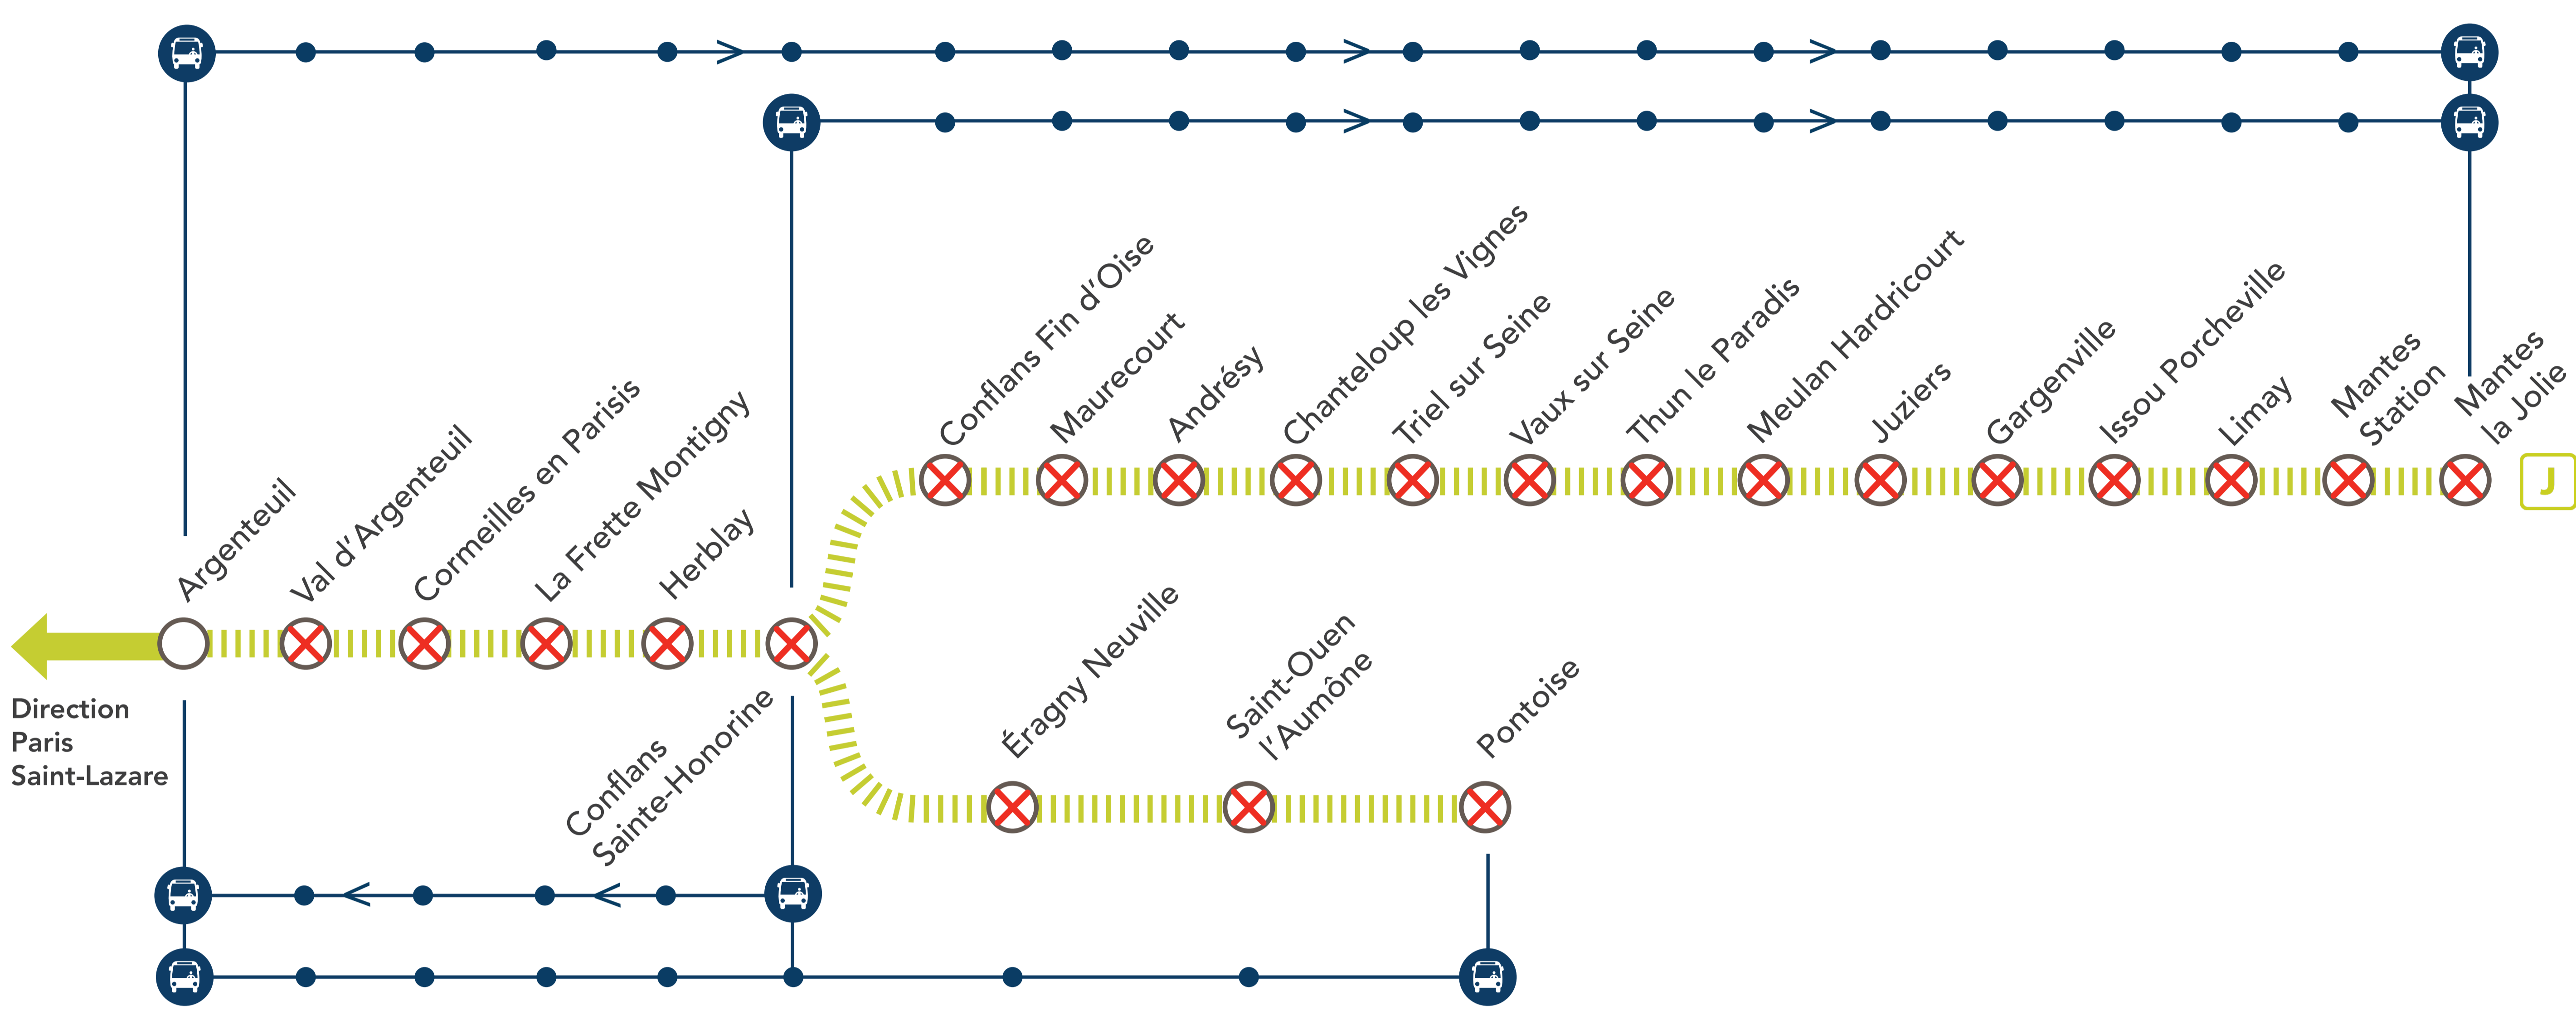 Conflans Fin d'Oise
Maurecourt
Andrésy
Chanteloup les Vignes
Triel sur Seine
Vaux sur Seine
Thun le Paradis
Meulan Hardricourt
Juziers
Gargenville
Issou Porcheville
Limay
Mantes
Station
Mantes
la Jolie
J
Argenteuil
Val d'Argenteuil
Cormeilles en Parisis
La Frette Montigny
Herblay
Conflans
Sainte-Honorine
Éragny Neuville
Saint-Ouen
l'Aumône
Pontoise
Direction
Paris
Saint-Lazare